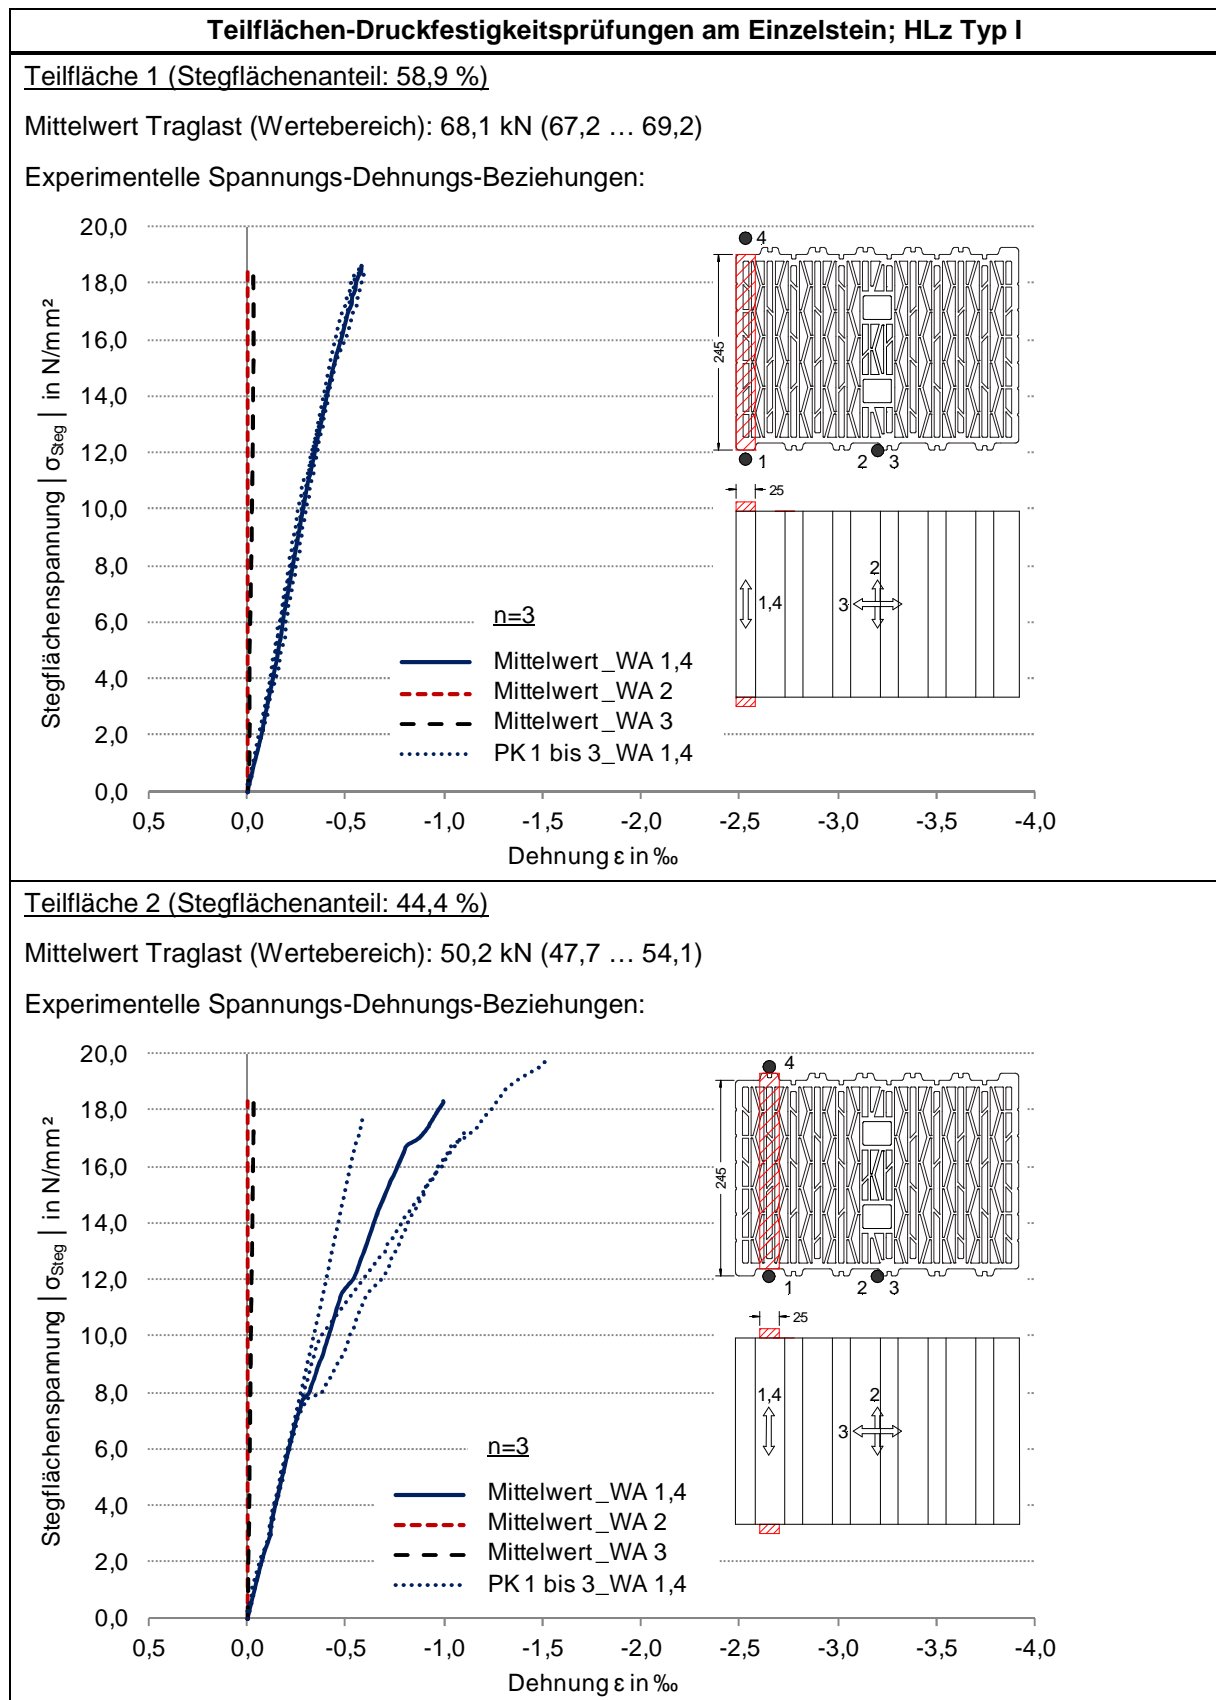 Teilflächen-Druckfestigkeitsprüfungen am Einzelstein; HLz Typ I
Teilfläche 1 (Stegflächenanteil: 58,9 %)
Mittelwert Traglast (Wertebereich): 68,1 kN (67,2 … 69,2)
Experimentelle Spannungs-Dehnungs-Beziehungen:
Stegflächenspannung | σSteg | in N/mm²
20,0
18,0
16,0
14,0
12,0
10,0
8,0
6,0
4,0
2,0
0,0
0,5 0,0 -0,5 -1,0 -1,5 -2,0 -2,5 -3,0 -3,5 -4,0
Dehnung ε in ‰
n=3
Mittelwert_WA 1,4
Mittelwert_WA 2
Mittelwert_WA 3
PK 1 bis 3_WA 1,4
4
245
1 2 3
25
2
1,4 3
Teilfläche 2 (Stegflächenanteil: 44,4 %)
Mittelwert Traglast (Wertebereich): 50,2 kN (47,7 … 54,1)
Experimentelle Spannungs-Dehnungs-Beziehungen:
Stegflächenspannung | σSteg | in N/mm²
20,0
18,0
16,0
14,0
12,0
10,0
8,0
6,0
4,0
2,0
0,0
0,5 0,0 -0,5 -1,0 -1,5 -2,0 -2,5 -3,0 -3,5 -4,0
Dehnung ε in ‰
n=3
Mittelwert_WA 1,4
Mittelwert_WA 2
Mittelwert_WA 3
PK 1 bis 3_WA 1,4
4
245
1 2 3
25
1,4 2
3